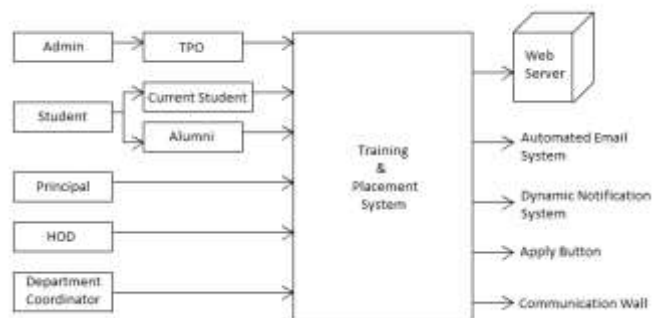 Admin
TPO
Student
Current Student
Alumni
Principal
HOD
Department
Coordinator
Training
&
Placement
System
Web
Server
Automated Email
System
Dynamic Notification
System
Apply Button
Communication Wall